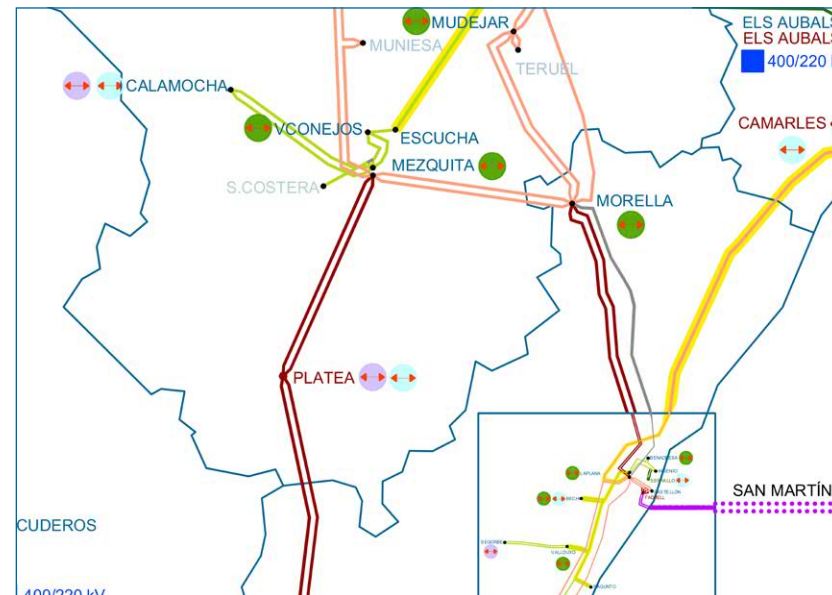 MUDEJAR
ELS AUBALS
ELS AUBALS
MUNIESA
TERUEL
400/220
CALAMOCHA
VCONEJOS
ESCUCHA
CAMARLES
MEZQUITA
S.COSTERA
MORELLA
PLATEA
SAN MARTÍN
CUDEROS
400/220 kV